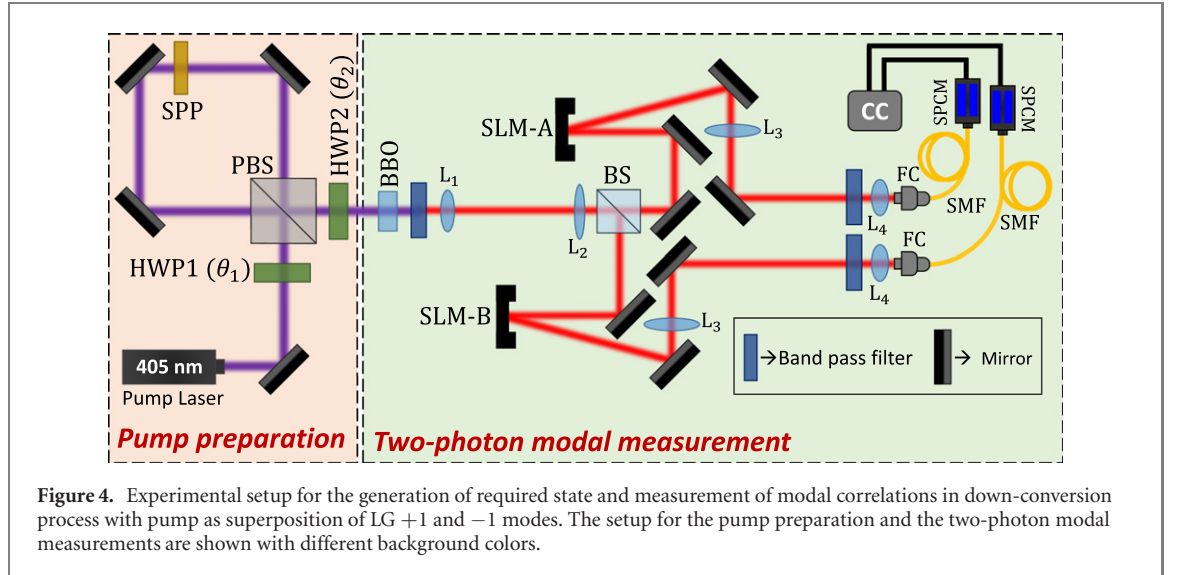 SPP
HWP2 (θ₂)
PBS
HWP1 (θ₁)
405 nm
Pump Laser
Pump preparation
BBO
L₁
L₂
BS
SLM-A
L₃
SLM-B
L₃
CC
SPCM
SPCM
FC
SMF
L₄
FC
SMF
L₄
→Band pass filter
→ Mirror
Two-photon modal measurement
Figure 4. Experimental setup for the generation of required state and measurement of modal correlations in down-conversion
process with pump as superposition of LG +1 and −1 modes. The setup for the pump preparation and the two-photon modal
measurements are shown with different background colors.